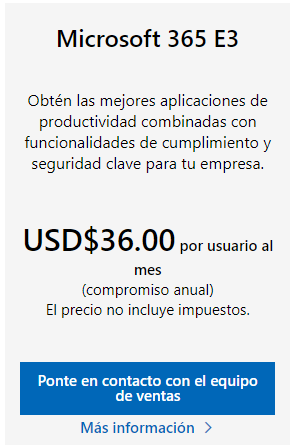 Microsoft 365 E3
Obtén las mejores aplicaciones de
productividad combinadas con
funcionalidades de cumplimiento y
seguridad clave para tu empresa.
USD$36.00 por usuario al
mes
(compromiso anual)
El precio no incluye impuestos.
Ponte en contacto con el equipo
de ventas
Más información >